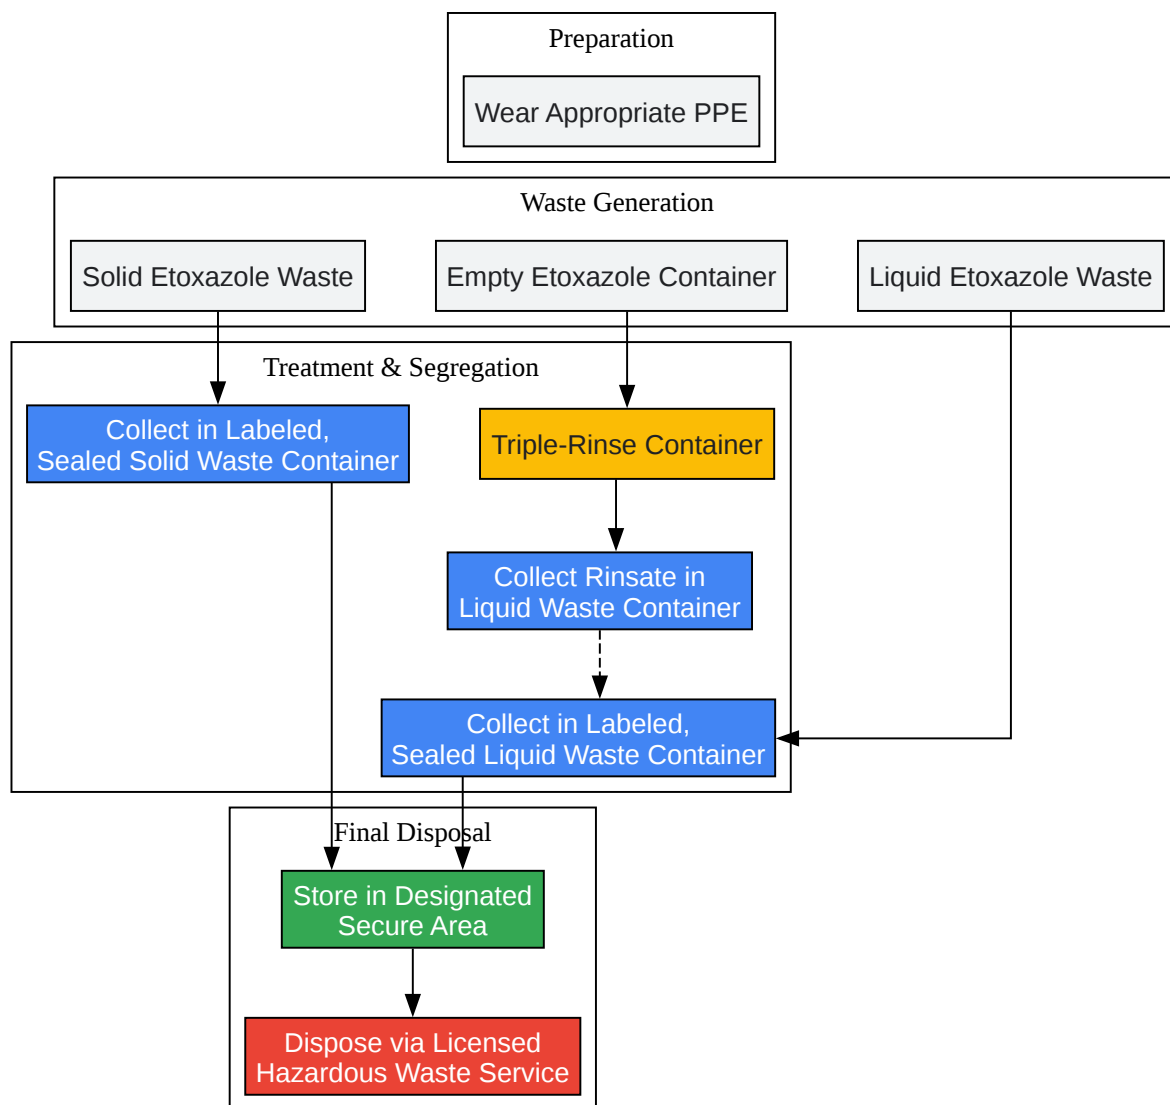 Preparation
Wear Appropriate PPE
Waste Generation
Solid Etoxazole Waste
Empty Etoxazole Container
Liquid Etoxazole Waste
Treatment & Segregation
Collect in Labeled,
Sealed Solid Waste Container
Triple-Rinse Container
Collect Rinsate in
Liquid Waste Container
Collect in Labeled,
Sealed Liquid Waste Container
Final Disposal
Store in Designated
Secure Area
Dispose via Licensed
Hazardous Waste Service